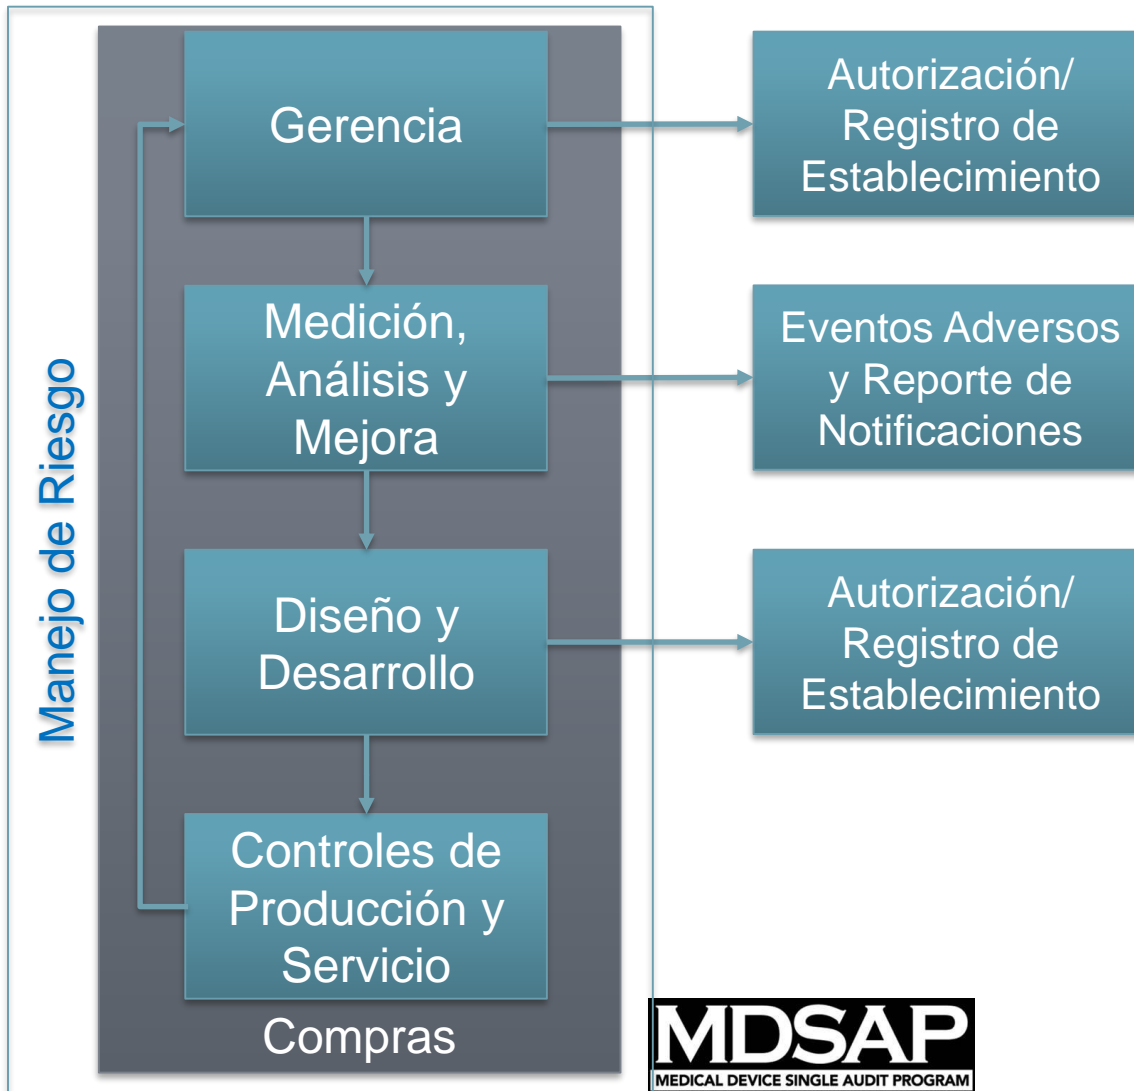 Manejo de Riesgo
Gerencia
Autorización/
Registro de
Establecimiento
Medición,
Análisis y
Mejora
Eventos Adversos
y Reporte de
Notificaciones
Diseño y
Desarrollo
Autorización/
Registro de
Establecimiento
Controles de
Producción y
Servicio
Compras
MDSAP
MEDICAL DEVICE SINGLE AUDIT PROGRAM